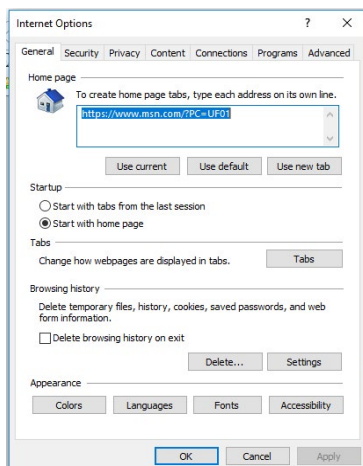 Internet Options ? ×
General Security Privacy Content Connections Programs Advanced
Home page
To create home page tabs, type each address on its own line.
https://www.msn.com/?PC=UF01
Use current Use default Use new tab
Startup
Start with tabs from the last session
Start with home page
Tabs
Change how webpages are displayed in tabs. Tabs
Browsing history
Delete temporary files, history, cookies, saved passwords, and web
form information.
Delete browsing history on exit
Delete... Settings
Appearance
Colors Languages Fonts Accessibility
OK Cancel Apply